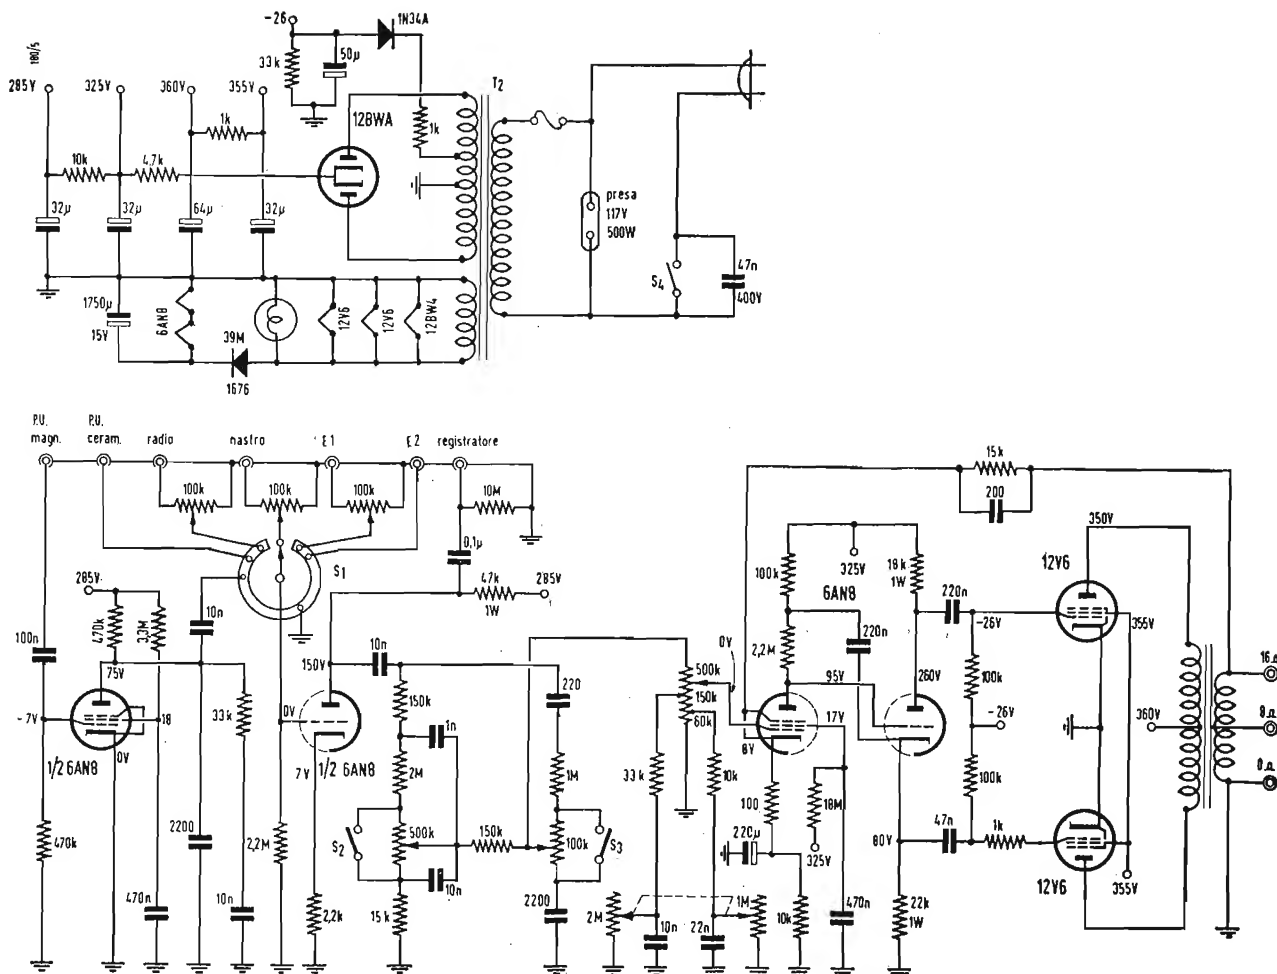 -26
1N34A
180/5
33k
50µ
285V
325V
360V
355V
T2
12BWA
1k
1k
10k
4,7k
presa
117V
500W
32µ
32µ
64µ
32µ
S4
47n
400V
1750µ
15V
6AN8
39M
1676
12V6
12V6
12BW4
P.U.
magn.
P.U.
ceram.
radio
nastro
E1
E2
registratore
100k
100k
100k
10M
15k
200
0,1µ
S1
350V
12V6
285V
47k
1W
285V
325V
18k
1W
100k
6AN8
220n
-26V
355V
100n
470k
3,3M
10n
2,2M
220n
16Ω
75V
150V
10n
220
0V
500k
150k
60k
95V
260V
100k
-7V
18
0V
0V
150k
1n
17V
8V
-26V
360V
8Ω
33k
7V
1/2 6AN8
1/2 6AN8
2M
1M
33k
10k
100
18M
100k
8Ω
470k
2200
2,2M
S2
500k
150k
100k
S3
220µ
325V
80V
47n
1k
10n
355V
12V6
470n
10n
2,2k
15k
2200
2M
10n
22n
1M
10k
470n
22k
1W